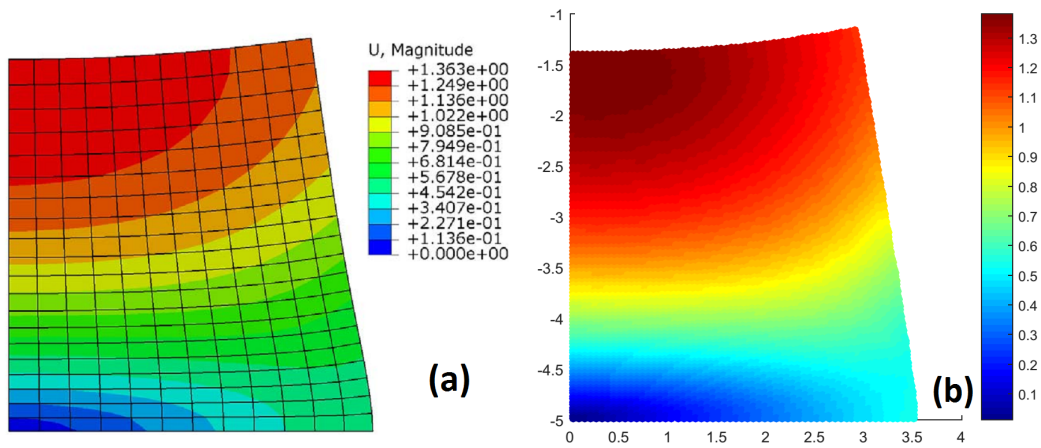 U, Magnitude
+1.363e+00
+1.249e+00
+1.136e+00
+1.022e+00
+9.085e-01
+7.949e-01
+6.814e-01
+5.678e-01
+4.542e-01
+3.407e-01
+2.271e-01
+1.136e-01
+0.000e+00
(a)
-1
-1.5
-2
-2.5
-3
-3.5
-4
-4.5
-5
0
0.5
1
1.5
2
2.5
3
3.5
4
(b)
1.3
1.2
1.1
1
0.9
0.8
0.7
0.6
0.5
0.4
0.3
0.2
0.1